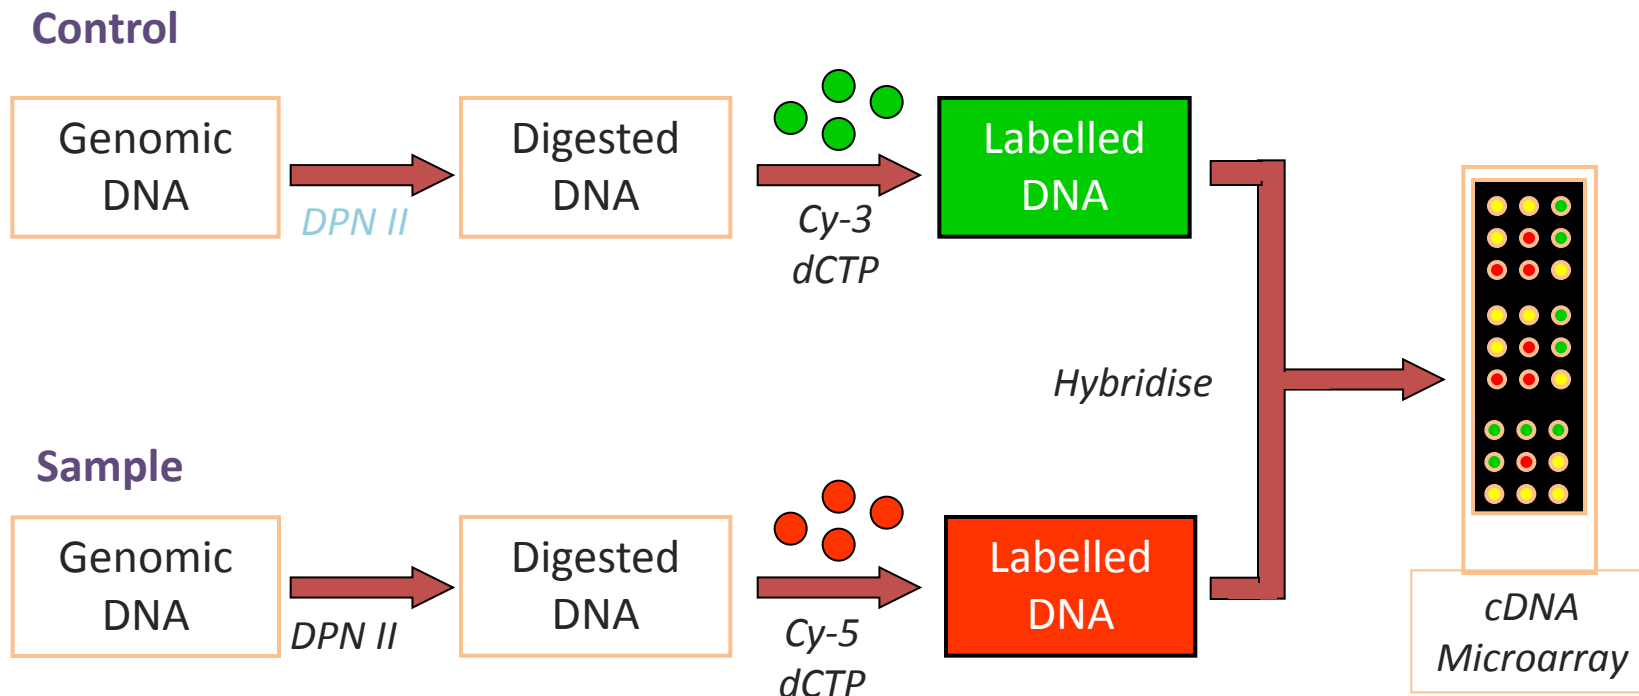 Control
Genomic
DNA
DPN II
Digested
DNA
Cy-3
dCTP
Labelled
DNA
Hybridise
Sample
Genomic
DNA
DPN II
Digested
DNA
Cy-5
dCTP
Labelled
DNA
cDNA
Microarray